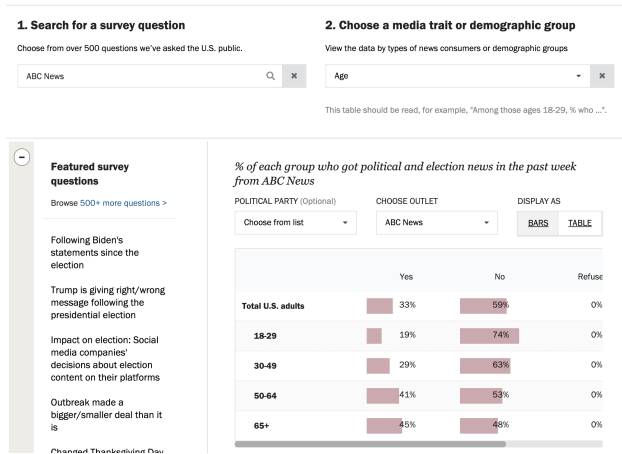 1. Search for a survey question
Choose from over 500 questions we've asked the U.S. public.
ABC News
2. Choose a media trait or demographic group
View the data by types of news consumers or demographic groups
Age
This table should be read, for example, "Among those ages 18-29, % who ...".
Featured survey
questions
Browse 500+ more questions >
Following Biden's
statements since the
election
Trump is giving right/wrong
message following the
presidential election
Impact on election: Social
media companies'
decisions about election
content on their platforms
Outbreak made a
bigger/smaller deal than it
is
Changed Thanksgiving Day
% of each group who got political and election news in the past week
from ABC News
POLITICAL PARTY (Optional)
Choose from list
CHOOSE OUTLET
ABC News
DISPLAY AS
BARS TABLE
Yes No Refuse
Total U.S. adults 33% 59% 0%
18-29 19% 74% 0%
30-49 29% 63% 0%
50-64 41% 53% 0%
65+ 45% 48% 0%